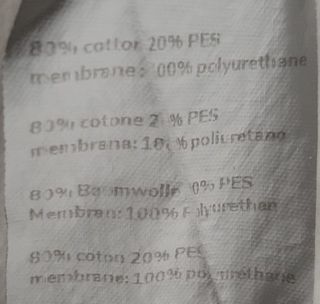 80% cotton 20% PES
membrane: 100% polyurethane
80% cotone 20% PES
membrana: 100% poliuretano
80% Baumwolle 20% PES
Membran: 100% Polyurethan
80% coton 20% PES
membrane: 100% polyuréthane